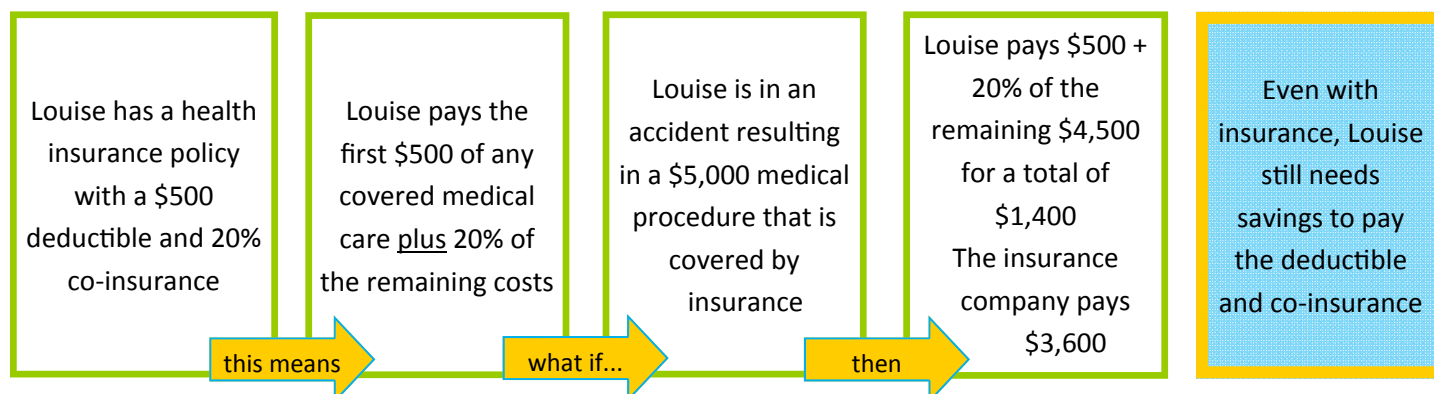 Louise has a health
insurance policy
with a $500
deductible and 20%
co-insurance
this means
Louise pays the
first $500 of any
covered medical
care plus 20% of
the remaining costs
what if...
Louise is in an
accident resulting
in a $5,000 medical
procedure that is
covered by
insurance
then
Louise pays $500 +
20% of the
remaining $4,500
for a total of
$1,400
The insurance
company pays
$3,600
Even with
insurance, Louise
still needs
savings to pay
the deductible
and co-insurance